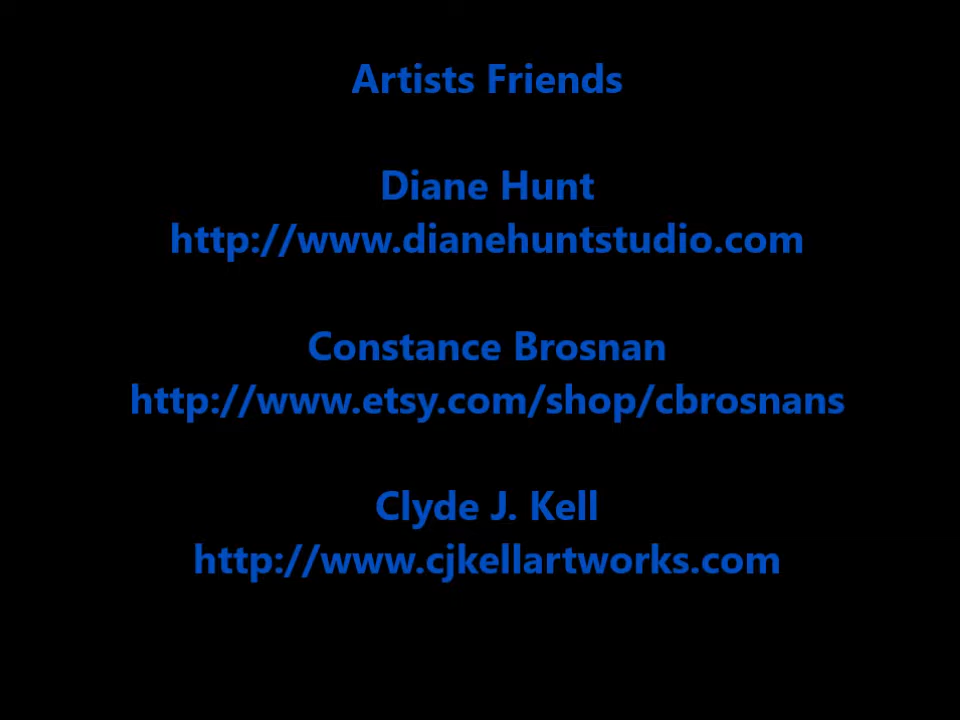 Artists Friends
Diane Hunt
http://www.dianehuntstudio.com
Constance Brosnan
http://www.etsy.com/shop/cbrosnans
Clyde J. Kell
http://www.cjkellartworks.com